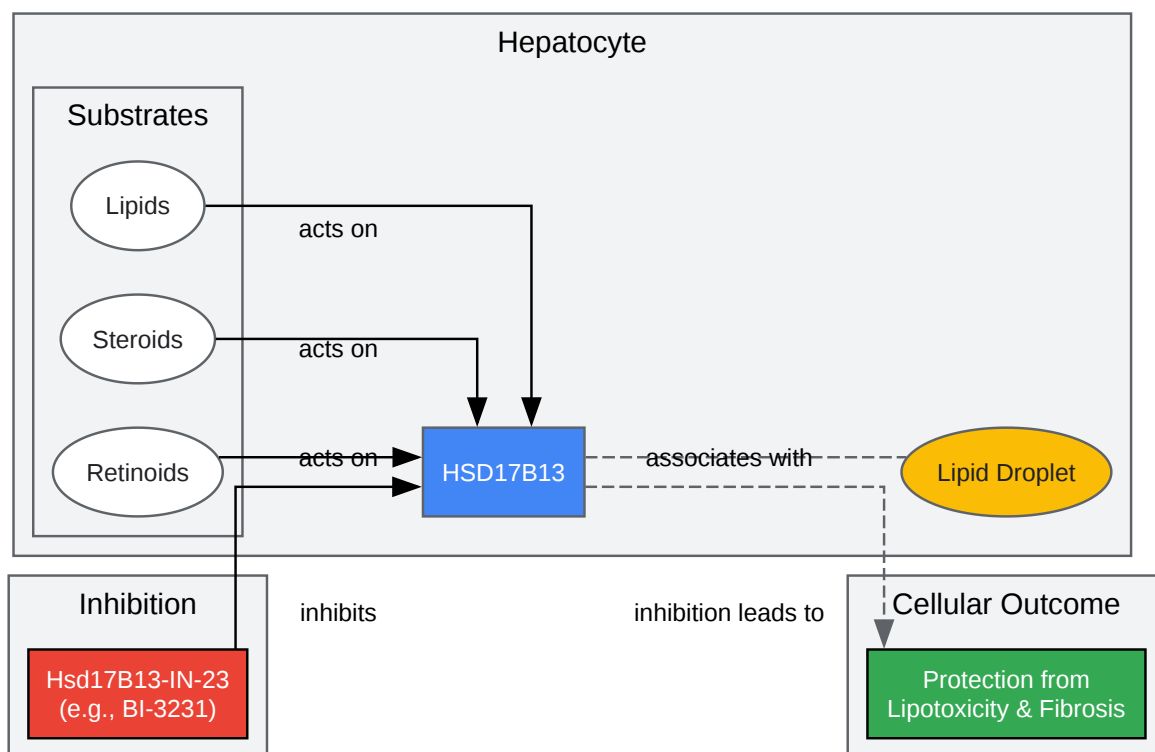 Hepatocyte
Substrates
Lipids
acts on
Steroids
acts on
Retinoids
acts on
HSD17B13
associates with
Lipid Droplet
Inhibition
inhibits
inhibition leads to
Cellular Outcome
Hsd17B13-IN-23
(e.g., BI-3231)
Protection from
Lipotoxicity & Fibrosis